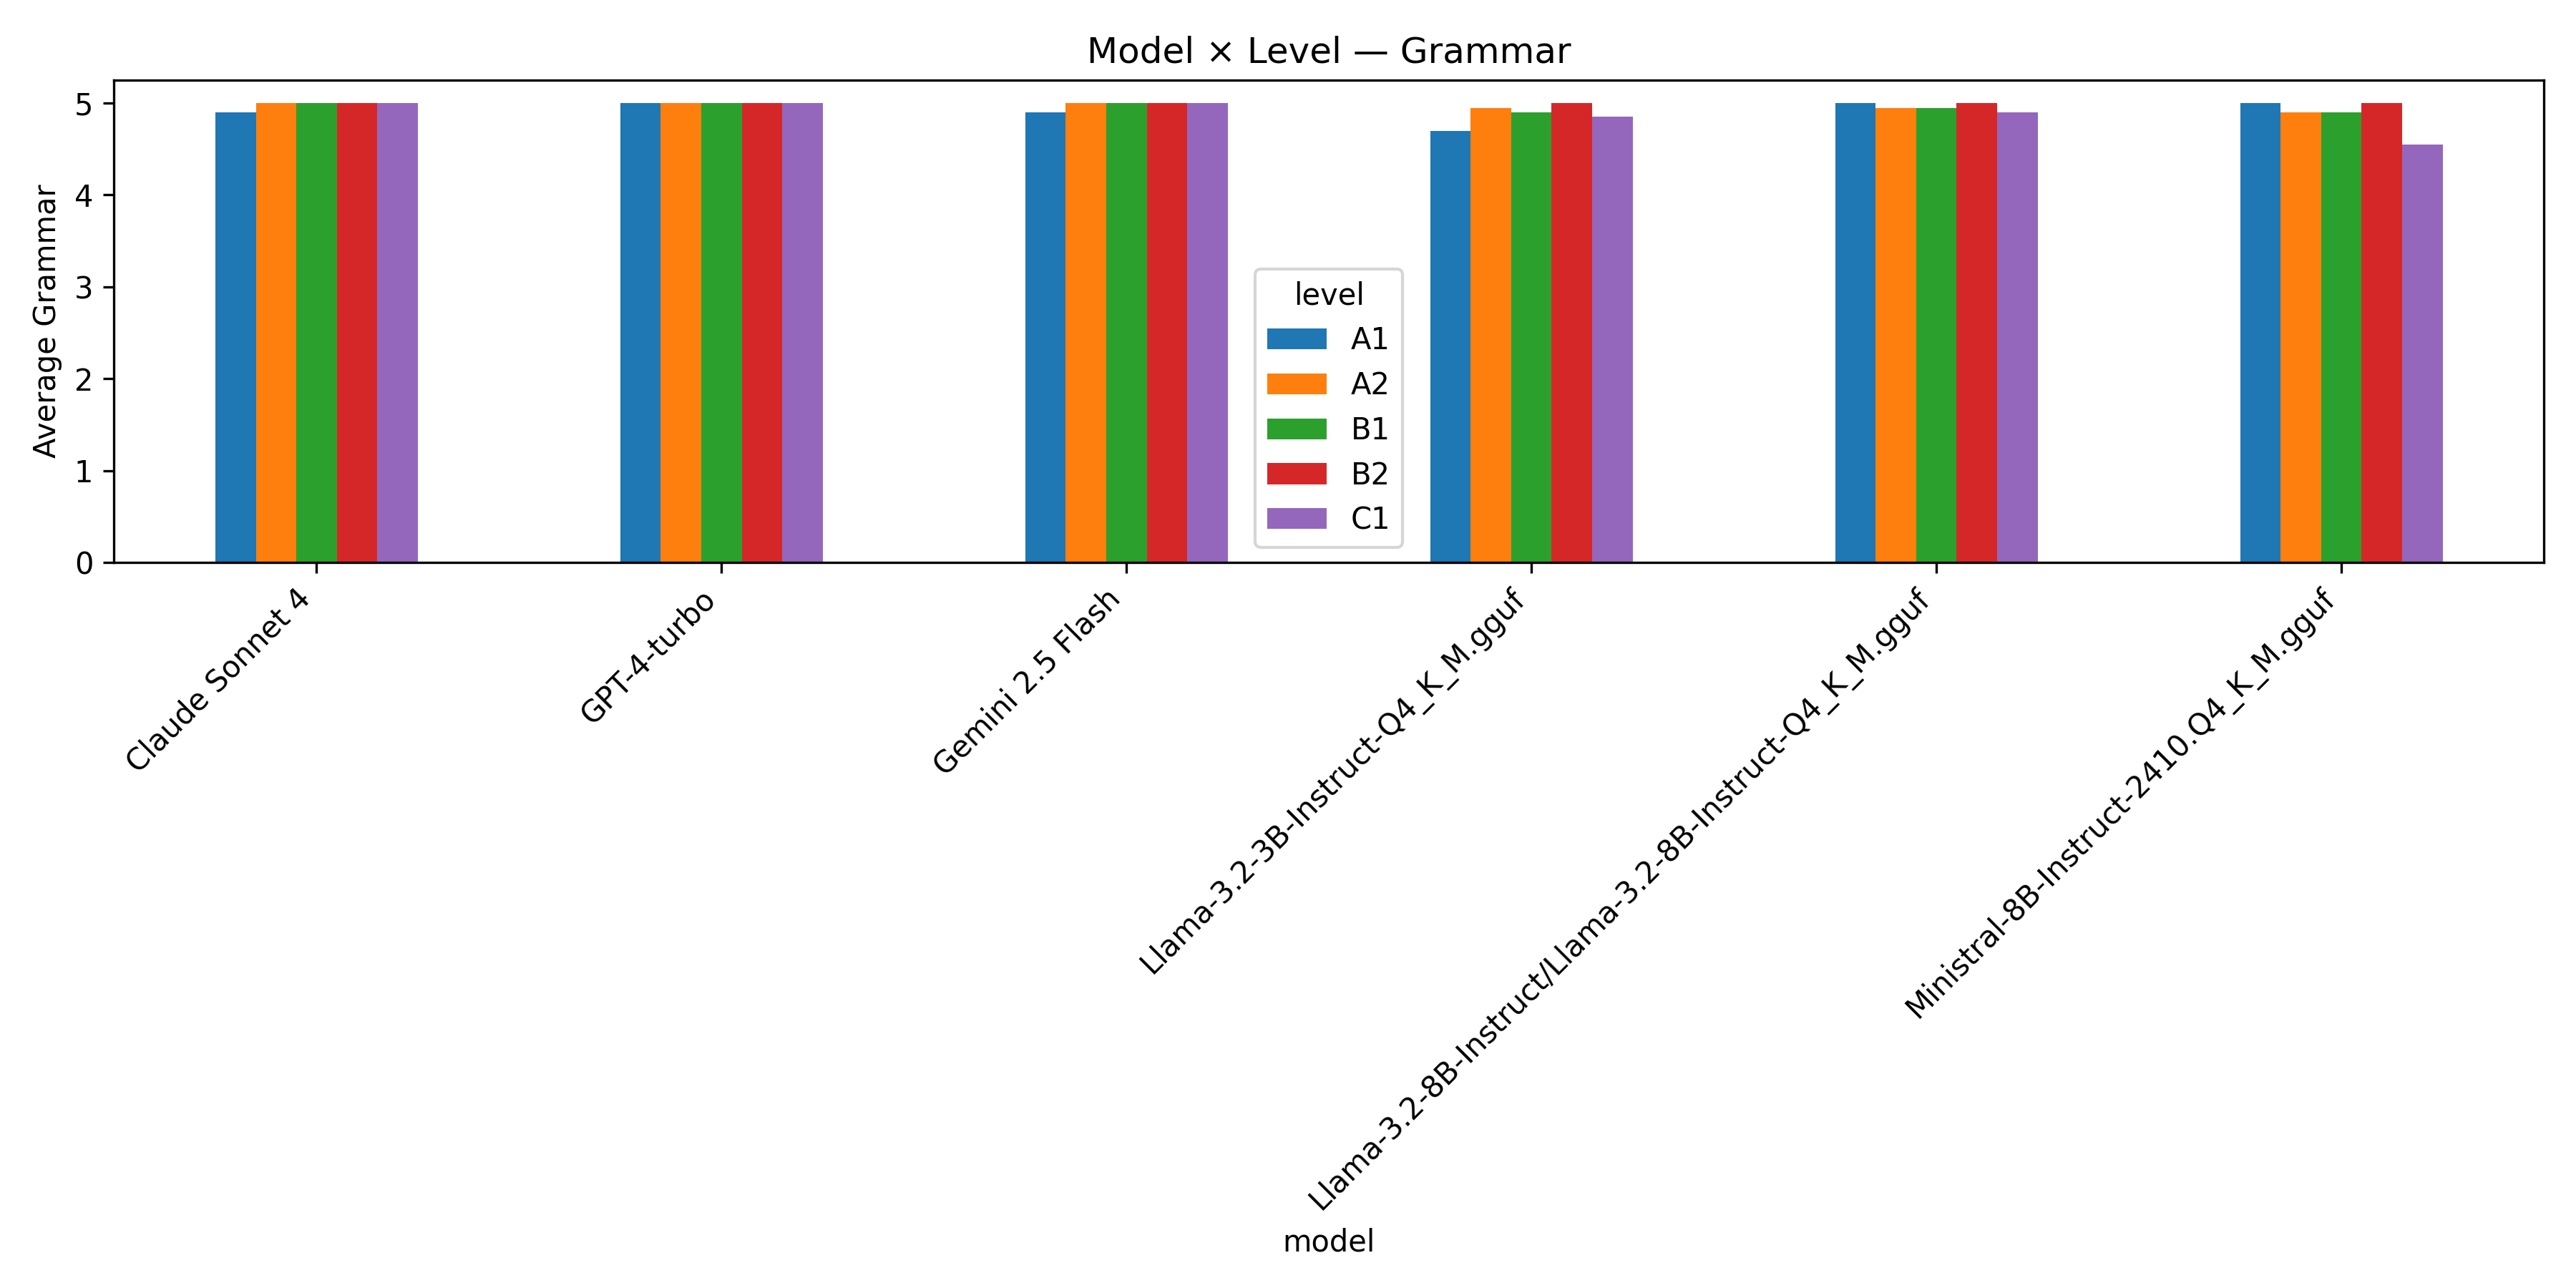 Model × Level — Grammar
Average Grammar
5
4
3
2
1
0
level
A1
A2
B1
B2
C1
Claude Sonnet 4
GPT-4-turbo
Gemini 2.5 Flash
Llama-3.2-3B-Instruct-Q4_K_M.gguf
Llama-3.2-8B-Instruct/Llama-3.2-8B-Instruct-Q4_K_M.gguf
Ministral-8B-Instruct-2410.Q4_K_M.gguf
model